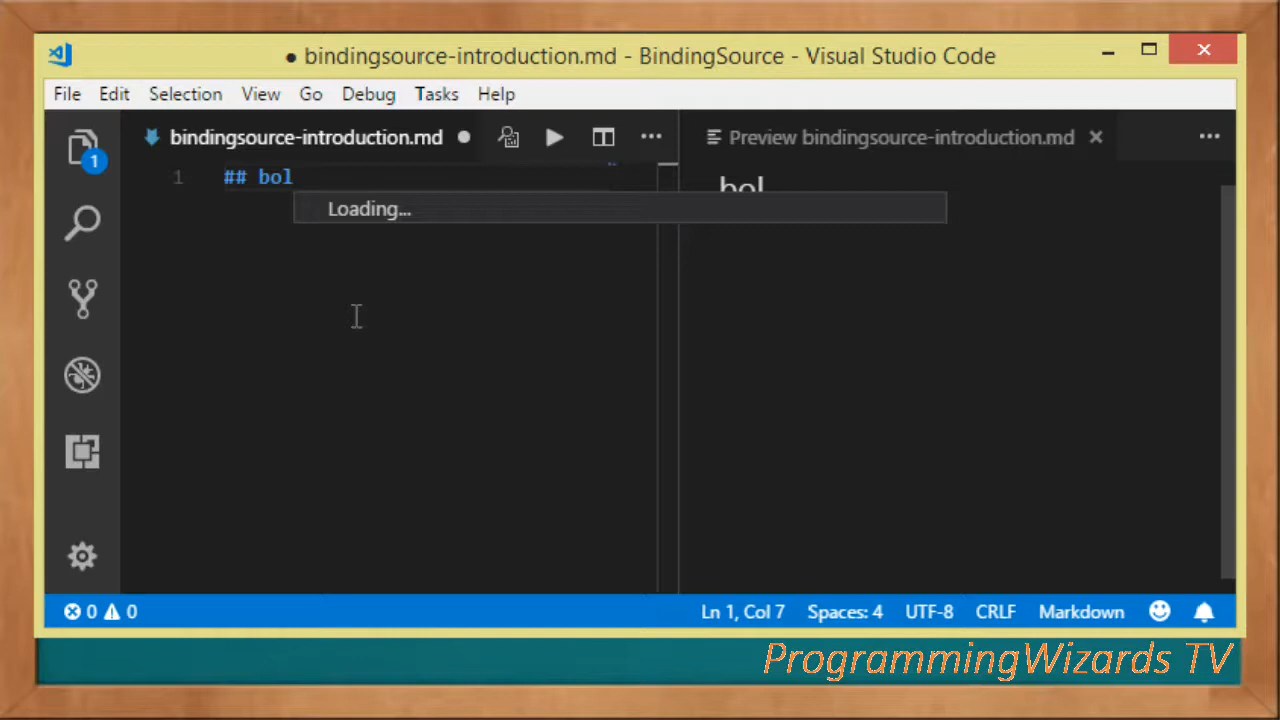 ● bindingsource-introduction.md - BindingSource - Visual Studio Code
File Edit Selection View Go Debug Tasks Help
1
bindingsource-introduction.md ●
Preview bindingsource-introduction.md
1 ## bol
bol
Loading...
0 0
Ln 1, Col 7 Spaces: 4 UTF-8 CRLF Markdown
ProgrammingWizards TV